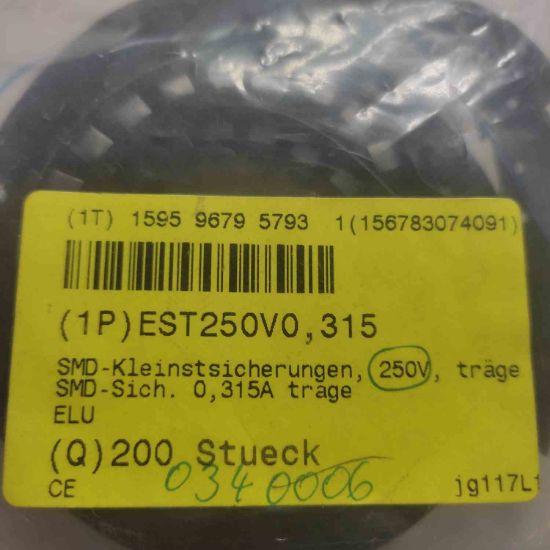 (1T) 1595 9679 5793 1(156783074091)
(1P)EST250V0,315
SMD-Kleinstsicherungen, 250V, träge
SMD-Sich. 0,315A träge
ELU
(Q)200 Stueck
0340006
CE